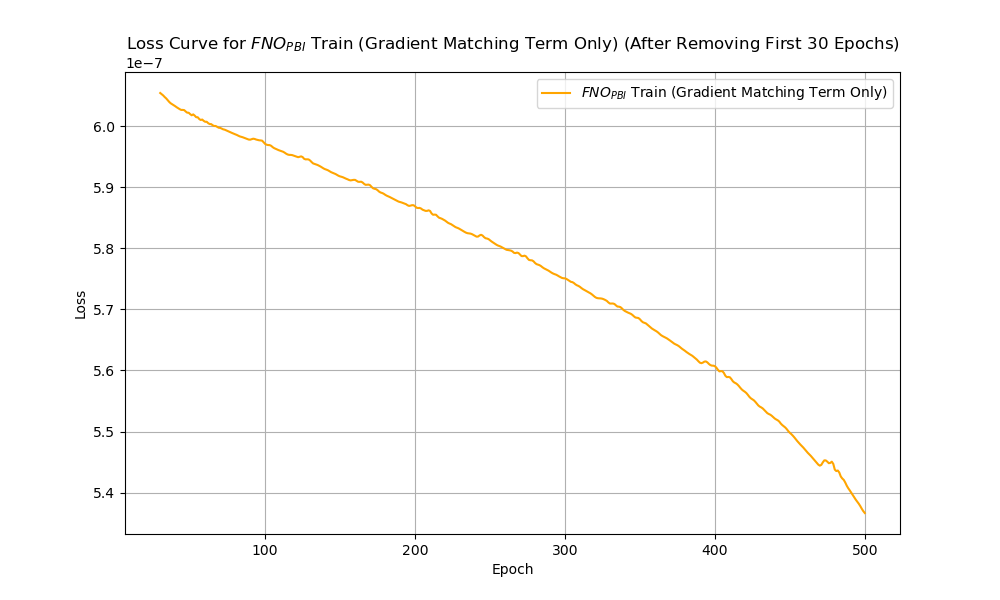 Loss Curve for FNO_PBI Train (Gradient Matching Term Only) (After Removing First 30 Epochs)
1e−7
FNO_PBI Train (Gradient Matching Term Only)
6.0
5.9
5.8
5.7
5.6
5.5
5.4
Loss
100 200 300 400 500
Epoch